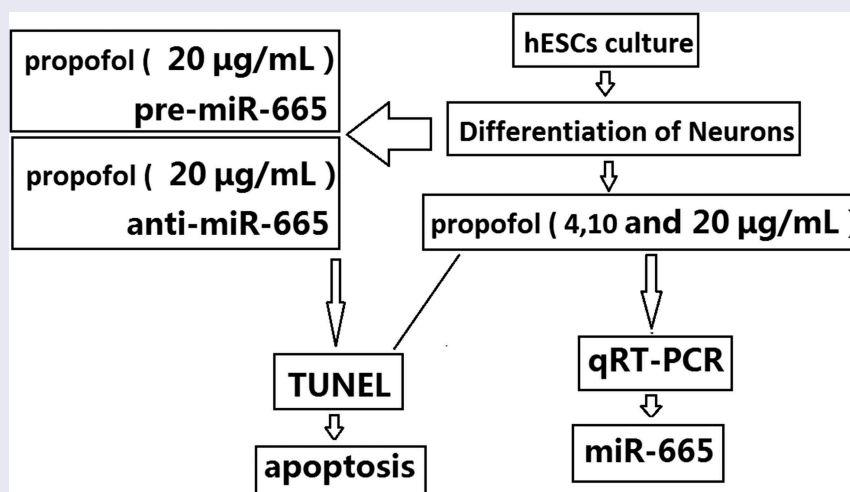 hESCs culture
Differentiation of Neurons
propofol ( 20 µg/mL )
pre-miR-665
propofol ( 20 µg/mL )
anti-miR-665
propofol ( 4,10 and 20 µg/mL )
TUNEL
apoptosis
qRT-PCR
miR-665